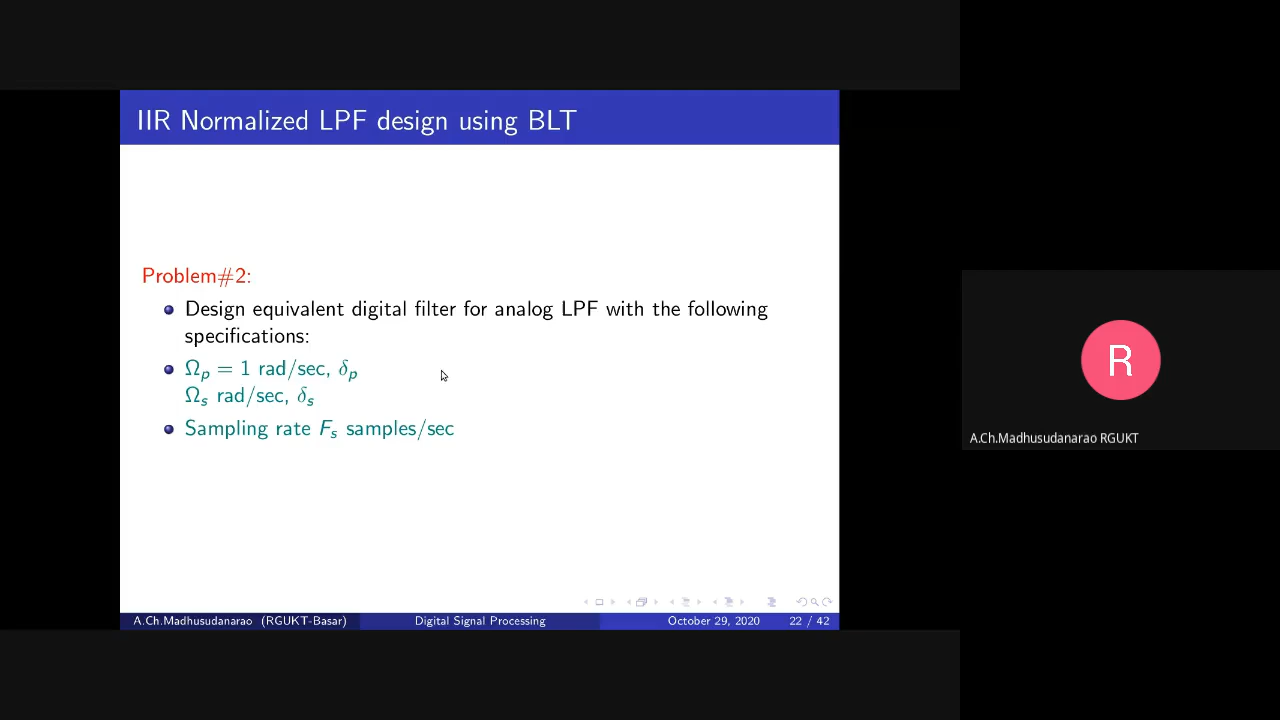 IIR Normalized LPF design using BLT
Problem#2:
Design equivalent digital filter for analog LPF with the following
specifications:
Ωp = 1 rad/sec, δp
Ωs rad/sec, δs
Sampling rate Fs samples/sec
A.Ch.Madhusudanarao (RGUKT-Basar) Digital Signal Processing October 29, 2020 22 / 42
R
A.Ch.Madhusudanarao RGUKT